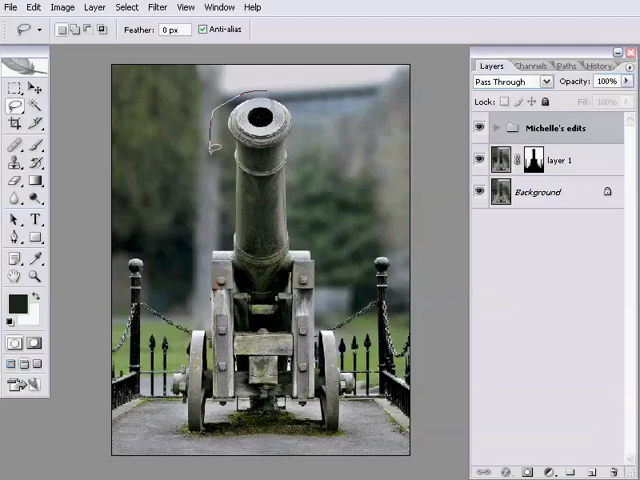 File Edit Image Layer Select Filter View Window Help
Feather: 0 px Anti-alias
Layers Channels Paths History
Pass Through Opacity: 100%
Lock: Fill: 100%
Michelle's edits
layer 1
Background
T